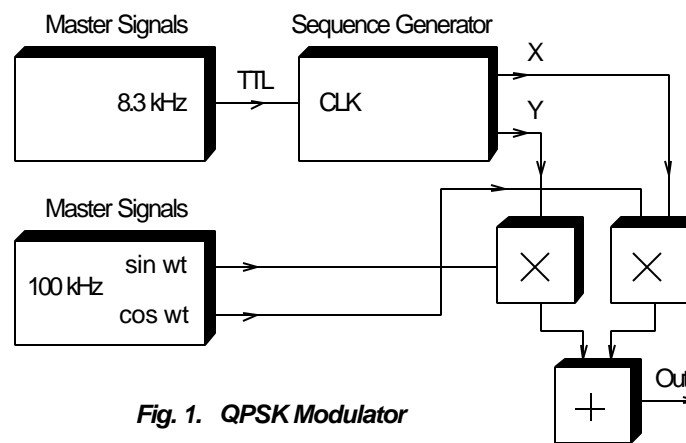 Master Signals
Sequence Generator
X
TTL
8.3 kHz
CLK
Y
Master Signals
sin wt
100 kHz
cos wt
Out
Fig. 1. QPSK Modulator